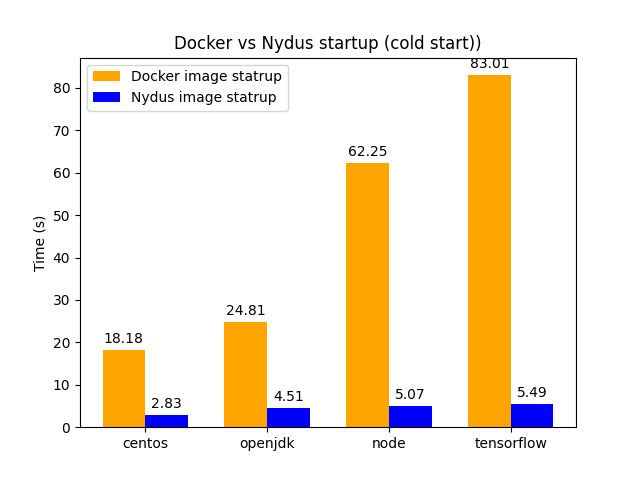 Docker vs Nydus startup (cold start))
Docker image statrup
Nydus image statrup
Time (s)
80
70
60
50
40
30
20
10
0
18.18
2.83
24.81
4.51
62.25
5.07
83.01
5.49
centos
openjdk
node
tensorflow